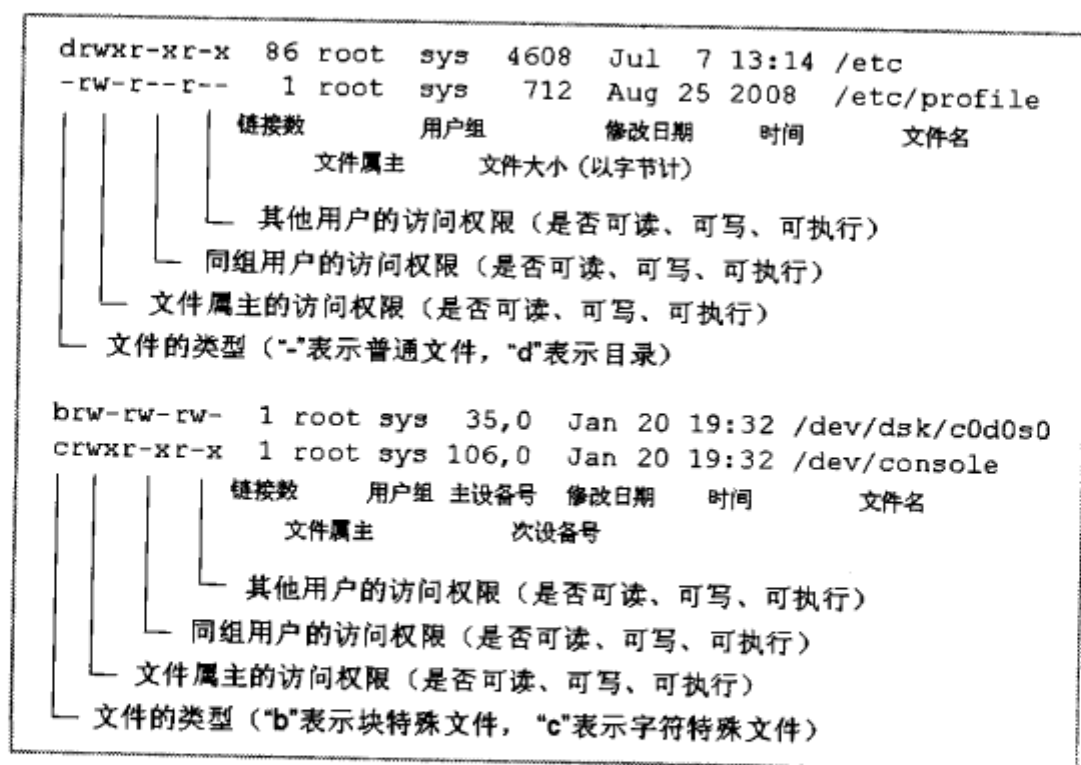 drwxr-xr-x 86 root sys 4608 Jul 7 13:14 /etc
-rw-r--r-- 1 root sys 712 Aug 25 2008 /etc/profile
链接数 用户组 修改日期 时间 文件名
文件属主 文件大小（以字节计）
其他用户的访问权限（是否可读、可写、可执行）
同组用户的访问权限（是否可读、可写、可执行）
文件属主的访问权限（是否可读、可写、可执行）
文件的类型（“-”表示普通文件，“d”表示目录）
brw-rw-rw- 1 root sys 35,0 Jan 20 19:32 /dev/dsk/c0d0s0
crwxr-xr-x 1 root sys 106,0 Jan 20 19:32 /dev/console
链接数 用户组 主设备号 修改日期 时间 文件名
文件属主 次设备号
其他用户的访问权限（是否可读、可写、可执行）
同组用户的访问权限（是否可读、可写、可执行）
文件属主的访问权限（是否可读、可写、可执行）
文件的类型（“b”表示块特殊文件，“c”表示字符特殊文件）